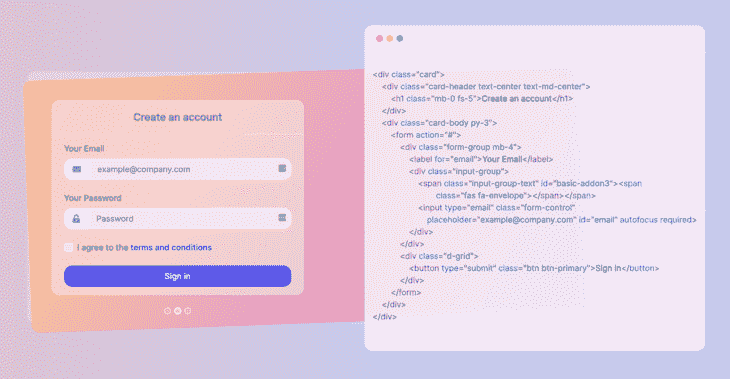 Create an account
Your Email
example@company.com
Your Password
Password
I agree to the terms and conditions
Sign in
<div class="card">
<div class="card-header text-center text-md-center">
<h1 class="mb-0 fs-5">Create an account</h1>
</div>
<div class="card-body py-3">
<form action="#">
<div class="form-group mb-4">
<label for="email">Your Email</label>
<div class="input-group">
<span class="input-group-text" id="basic-addon3"><span
class="fas fa-envelope"></span></span>
<input type="email" class="form-control"
placeholder="example@company.com" id="email" autofocus required>
</div>
</div>
<div class="d-grid">
<button type="submit" class="btn btn-primary">Sign in</button>
</div>
</form>
</div>
</div>